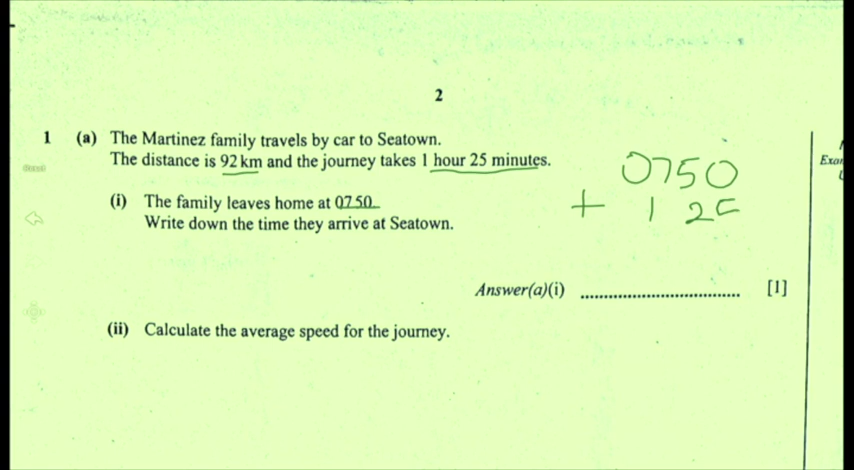 2
1 (a) The Martinez family travels by car to Seatown.
The distance is 92 km and the journey takes 1 hour 25 minutes.
(i) The family leaves home at 0750.
Write down the time they arrive at Seatown.
0750
+ 1 25
Answer(a)(i) ................................ [1]
(ii) Calculate the average speed for the journey.